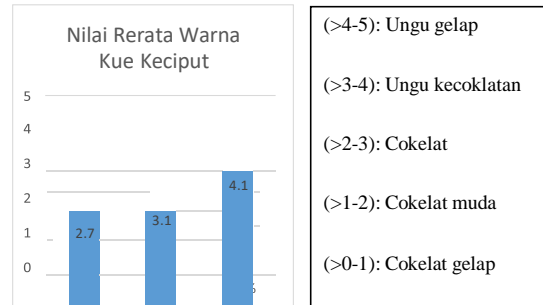 Nilai Rerata Warna
Kue Keciput
5
4
3
2
1
0
2.7
3.1
4.1
(>4-5): Ungu gelap
(>3-4): Ungu kecoklatan
(>2-3): Cokelat
(>1-2): Cokelat muda
(>0-1): Cokelat gelap